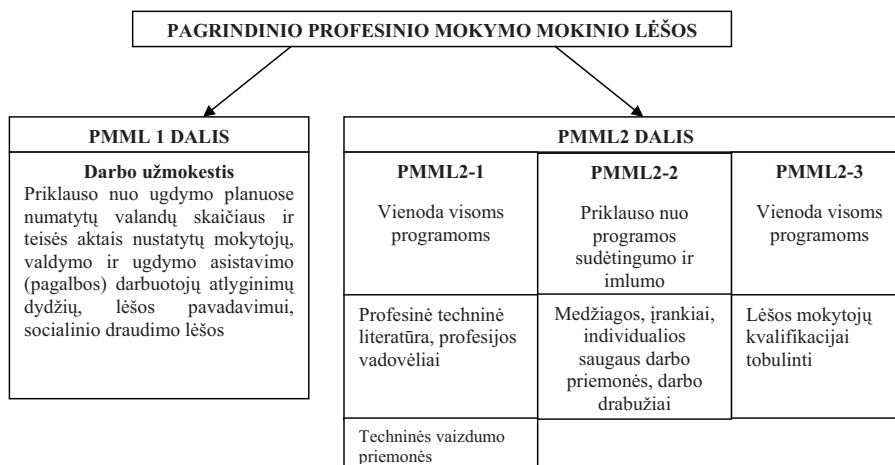 PAGRINDINIO PROFESINIO MOKYMO MOKINIO LĖŠOS
PMML 1 DALIS
Darbo užmokestis
Priklauso nuo ugdymo planuose
numatytų valandų skaičiaus ir
teisės aktais nustatytų mokytojų,
valdymo ir ugdymo asistavimo
(pagalbos) darbuotojų atlyginimų
dydžių, lėšos pavadavimui,
socialinio draudimo lėšos
PMML2 DALIS
PMML2-1
Vienoda visoms
programoms
Profesinė techninė
literatūra, profesijos
vadovėliai
Techninės vaizdumo
priemonės
PMML2-2
Priklauso nuo
programos
sudėtingumo ir
imlumo
Medžiagos, įrankiai,
individualios
saugaus darbo
priemonės, darbo
drabužiai
PMML2-3
Vienoda visoms
programoms
Lėšos mokytojų
kvalifikacijai
tobulinti